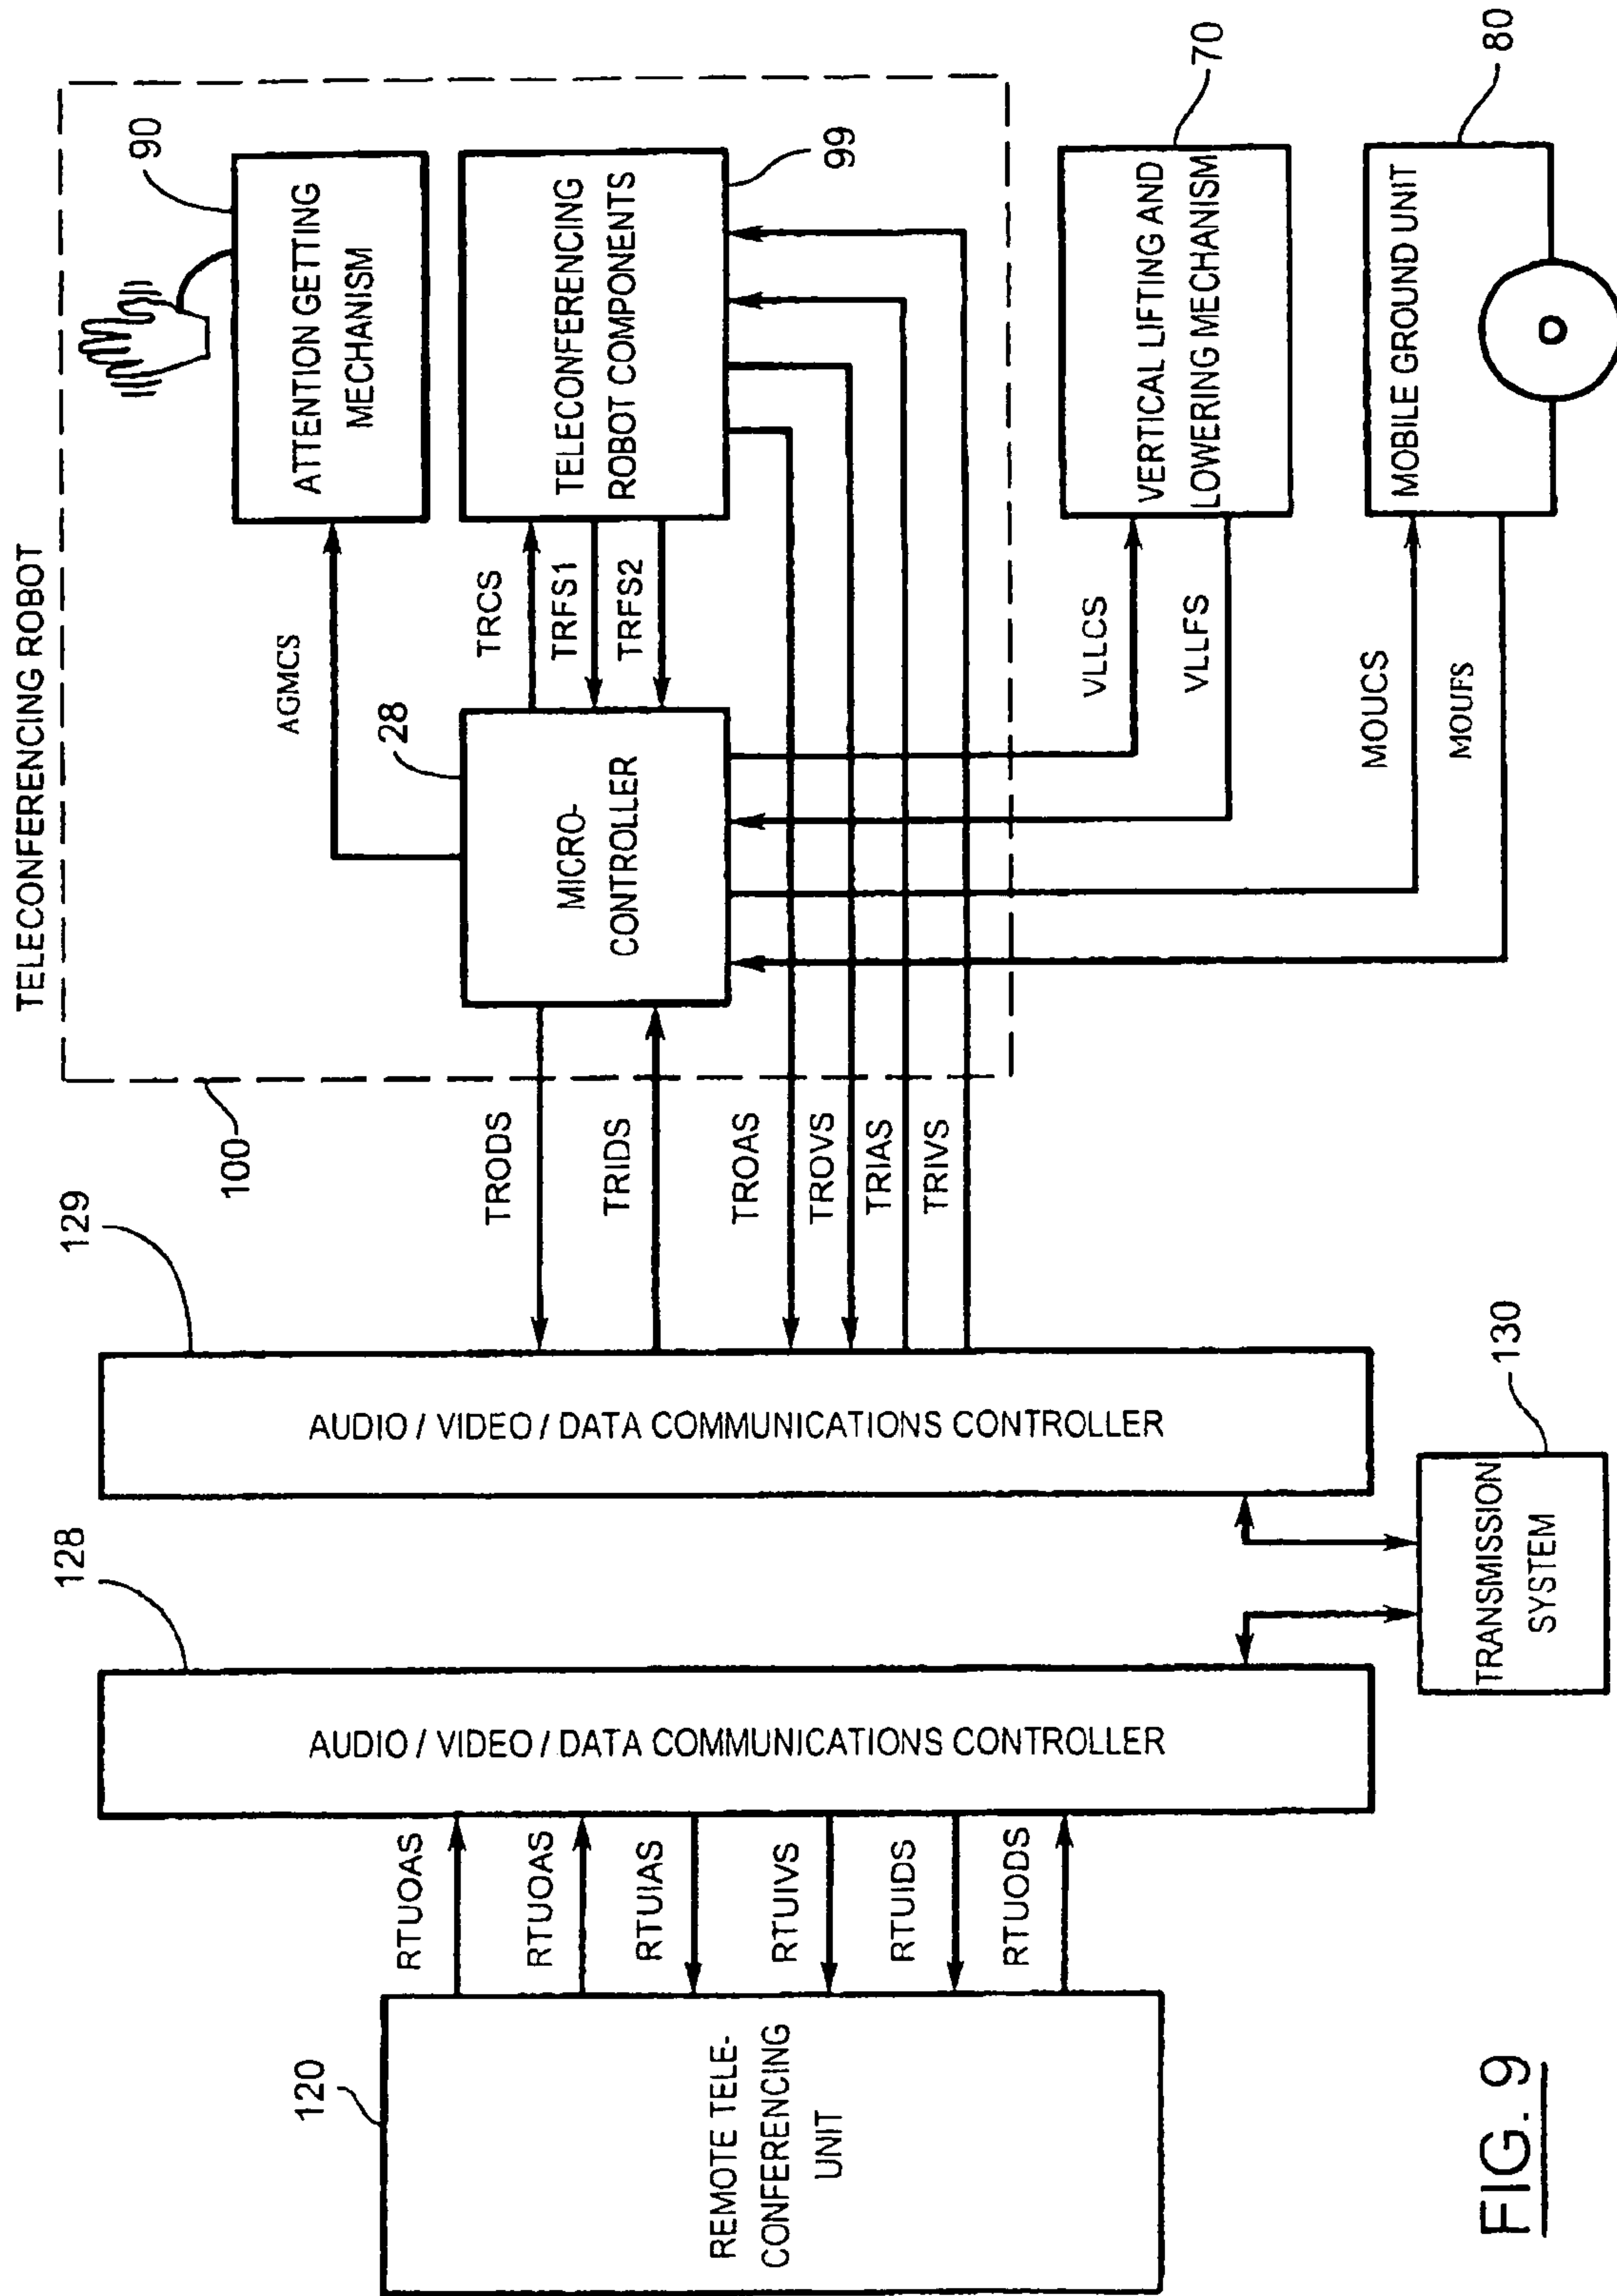 TELECONFERENCING ROBOT
120
REMOTE TELE-
CONFERENCING
UNIT
RTUOAS
RTUOAS
RTUIAS
RTUIVS
RTUIDS
RTUODS
128
AUDIO / VIDEO / DATA COMMUNICATIONS CONTROLLER
129
AUDIO / VIDEO / DATA COMMUNICATIONS CONTROLLER
130
TRANSMISSION
SYSTEM
100
TRODS
TRIDS
TROAS
TROVS
TRIAS
TRIVS
28
MICRO-
CONTROLLER
AGMCS
TRCS
TRFS1
TRFS2
90
ATTENTION GETTING
MECHANISM
TELECONFERENCING
ROBOT COMPONENTS
99
VLLCS
VLLFS
70
VERTICAL LIFTING AND
LOWERING MECHANISM
MOUCS
MOUFS
80
MOBILE GROUND UNIT
FIG. 9